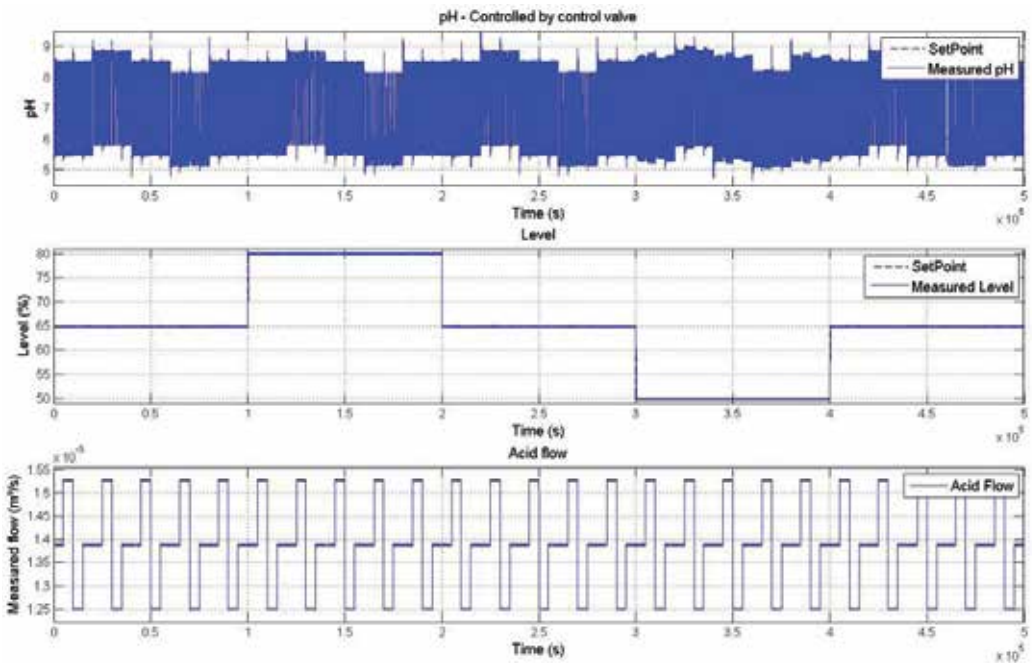 pH - Controlled by control valve
9
8
7
6
5
pH
SetPoint
Measured pH
0 0.5 1 1.5 2 2.5 3 3.5 4 4.5 5
Time (s)
× 10⁵
Level
80
75
70
65
60
55
50
Level (%)
SetPoint
Measured Level
0 0.5 1 1.5 2 2.5 3 3.5 4 4.5 5
Time (s)
× 10⁵
Acid flow
1.55
1.5
1.45
1.4
1.35
1.3
1.25
Measured flow (m³/s)
Acid Flow
0 0.5 1 1.5 2 2.5 3 3.5 4 4.5 5
Time (s)
× 10⁵